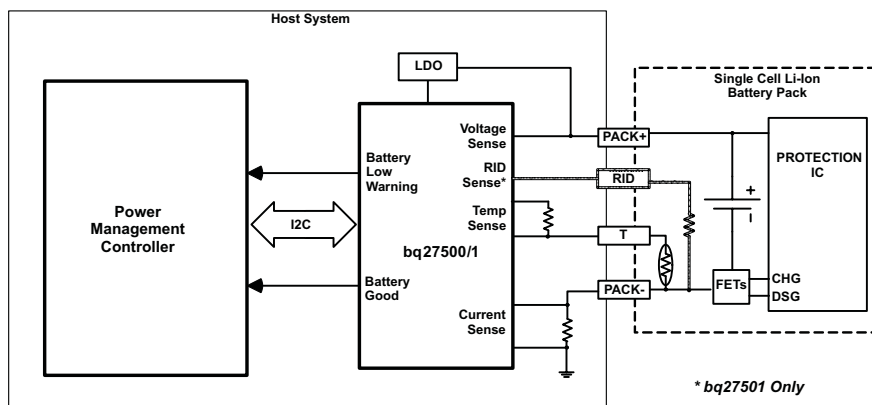 Host System
LDO
Single Cell Li-Ion
Battery Pack
Voltage
Sense
PACK+
PROTECTION
IC
Battery
Low
Warning
RID
Sense*
RID
+
Power
Management
Controller
I2C
Temp
Sense
T
–
bq27500/1
Battery
Good
PACK-
FETs
CHG
DSG
Current
Sense
* bq27501 Only